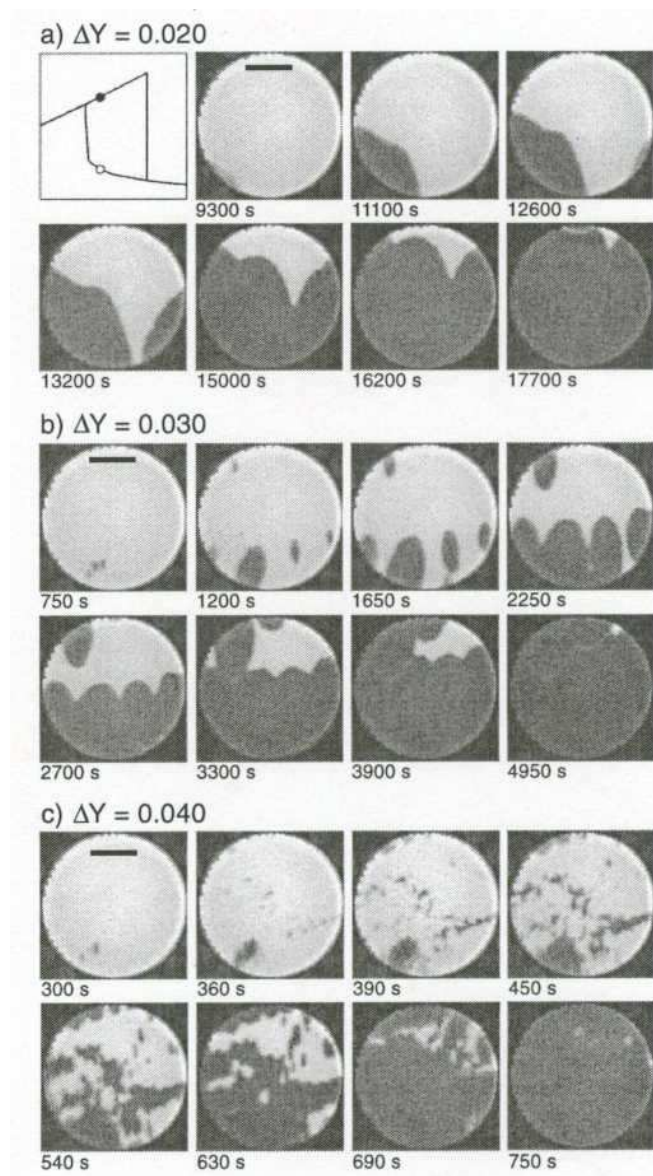 a) ΔY = 0.020
9300 s
11100 s
12600 s
13200 s
15000 s
16200 s
17700 s
b) ΔY = 0.030
750 s
1200 s
1650 s
2250 s
2700 s
3300 s
3900 s
4950 s
c) ΔY = 0.040
300 s
360 s
390 s
450 s
540 s
630 s
690 s
750 s